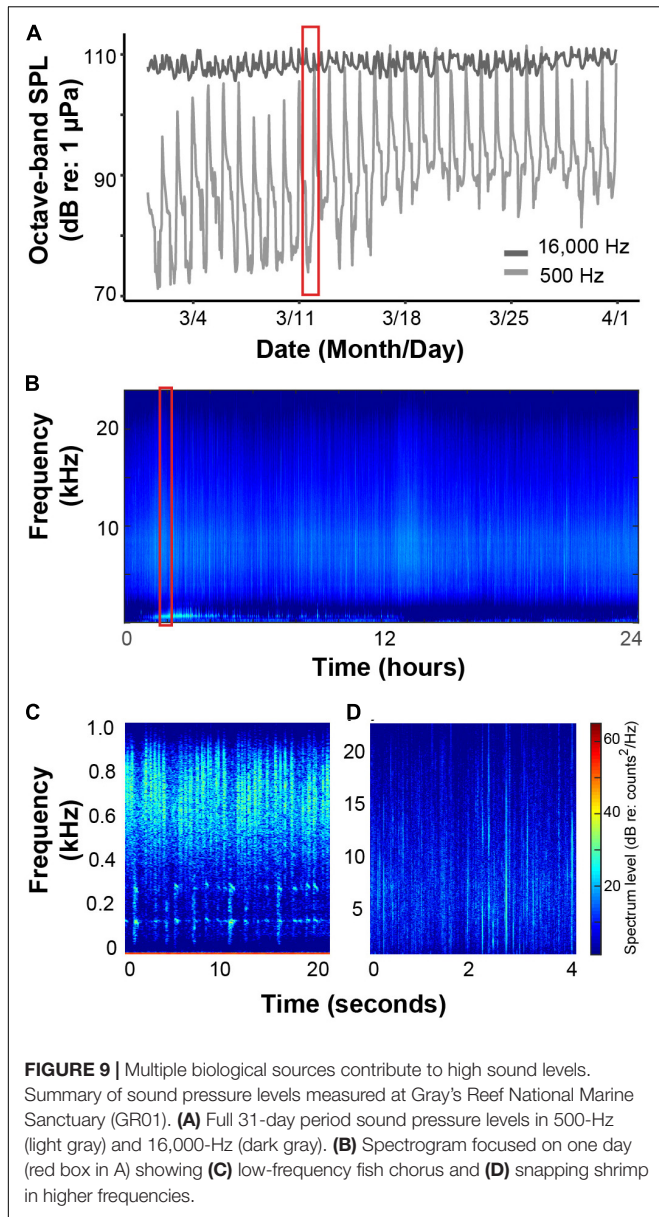 A
110
90
70
Octave-band SPL
(dB re: 1 µPa)
16,000 Hz
500 Hz
3/4 3/11 3/18 3/25 4/1
Date (Month/Day)
B
20
10
Frequency
(kHz)
0 12 24
Time (hours)
C
1.0
0.8
0.6
0.4
0.2
0
Frequency
(kHz)
0 10 20
D
20
15
10
5
0 2 4
60
40
20
Spectrum level (dB re: counts²/Hz)
Time (seconds)
FIGURE 9 | Multiple biological sources contribute to high sound levels.
Summary of sound pressure levels measured at Gray's Reef National Marine
Sanctuary (GR01). (A) Full 31-day period sound pressure levels in 500-Hz
(light gray) and 16,000-Hz (dark gray). (B) Spectrogram focused on one day
(red box in A) showing (C) low-frequency fish chorus and (D) snapping shrimp
in higher frequencies.